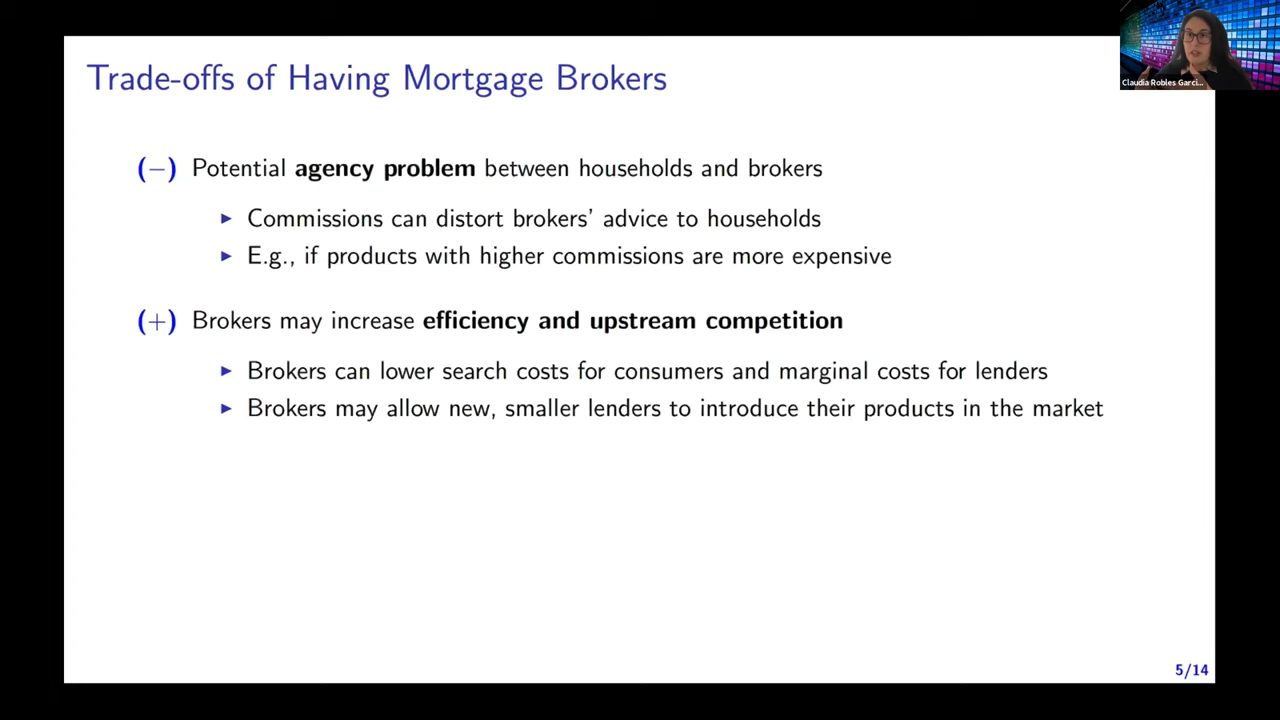 Claudia Robles Garci...
Trade-offs of Having Mortgage Brokers
(−) Potential agency problem between households and brokers
▶ Commissions can distort brokers' advice to households
▶ E.g., if products with higher commissions are more expensive
(+) Brokers may increase efficiency and upstream competition
▶ Brokers can lower search costs for consumers and marginal costs for lenders
▶ Brokers may allow new, smaller lenders to introduce their products in the market
5/14